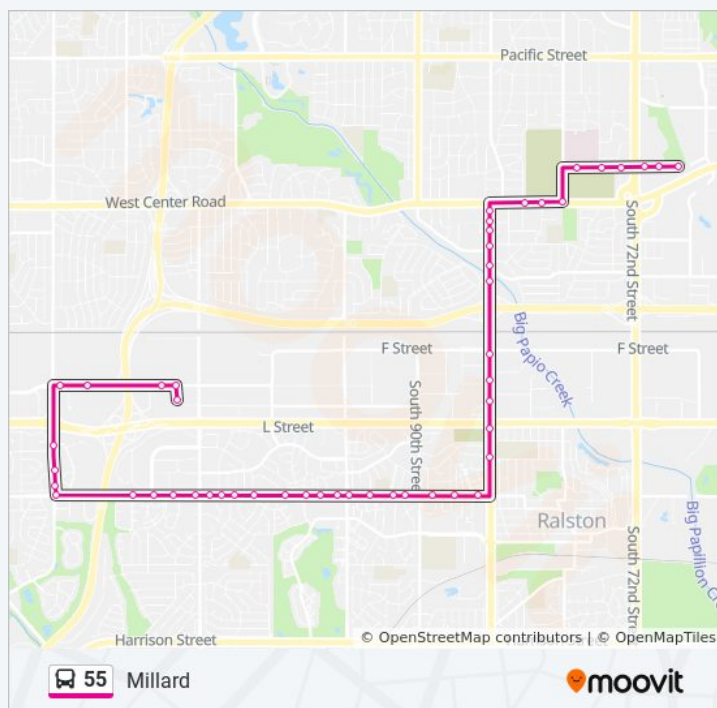 Pacific Street
West Center Road
South 72nd Street
Big Papio Creek
F Street
F Street
South 90th Street
L Street
Ralston
Big Papillion
South 72nd Street
Harrison Street
© OpenStreetMap contributors | © OpenMapTiles
55 Millard
moovit